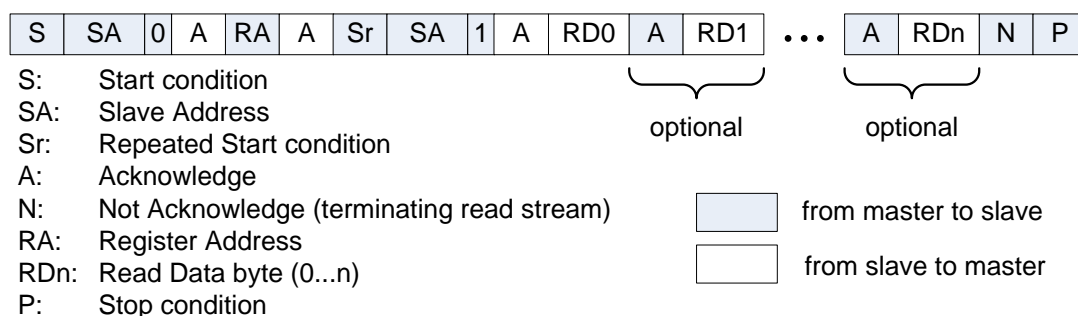 S SA 0 A RA A Sr SA 1 A RD0 A RD1 ••• A RDn N P
S: Start condition
optional optional
SA: Slave Address
Sr: Repeated Start condition
A: Acknowledge
N: Not Acknowledge (terminating read stream)
from master to slave
RA: Register Address
RDn: Read Data byte (0...n)
from slave to master
P: Stop condition